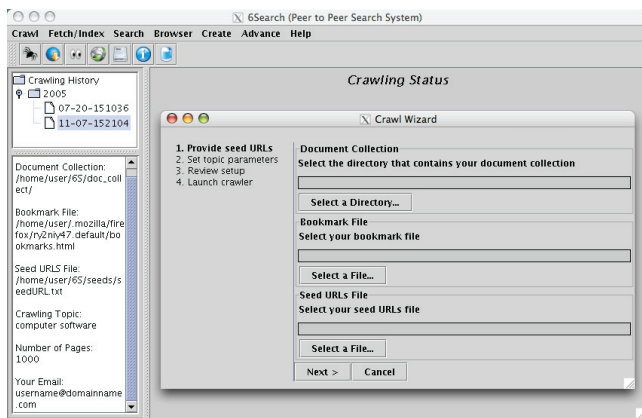 6Search (Peer to Peer Search System)
Crawl Fetch/Index Search Browser Create Advance Help
Crawling History
2005
07-20-151036
11-07-152104
Document Collection:
/home/user/6S/doc_coll
ect/
Bookmark File:
/home/user/.mozilla/fire
fox/ry2niy47.default/bo
okmarks.html
Seed URLS File:
/home/user/6S/seeds/s
eedURL.txt
Crawling Topic:
computer software
Number of Pages:
1000
Your Email:
username@domainname
.com
Crawling Status
Crawl Wizard
1. Provide seed URLs
2. Set topic parameters
3. Review setup
4. Launch crawler
Document Collection
Select the directory that contains your document collection
Select a Directory...
Bookmark File
Select your bookmark file
Select a File...
Seed URLs File
Select your seed URLs file
Select a File...
Next > Cancel